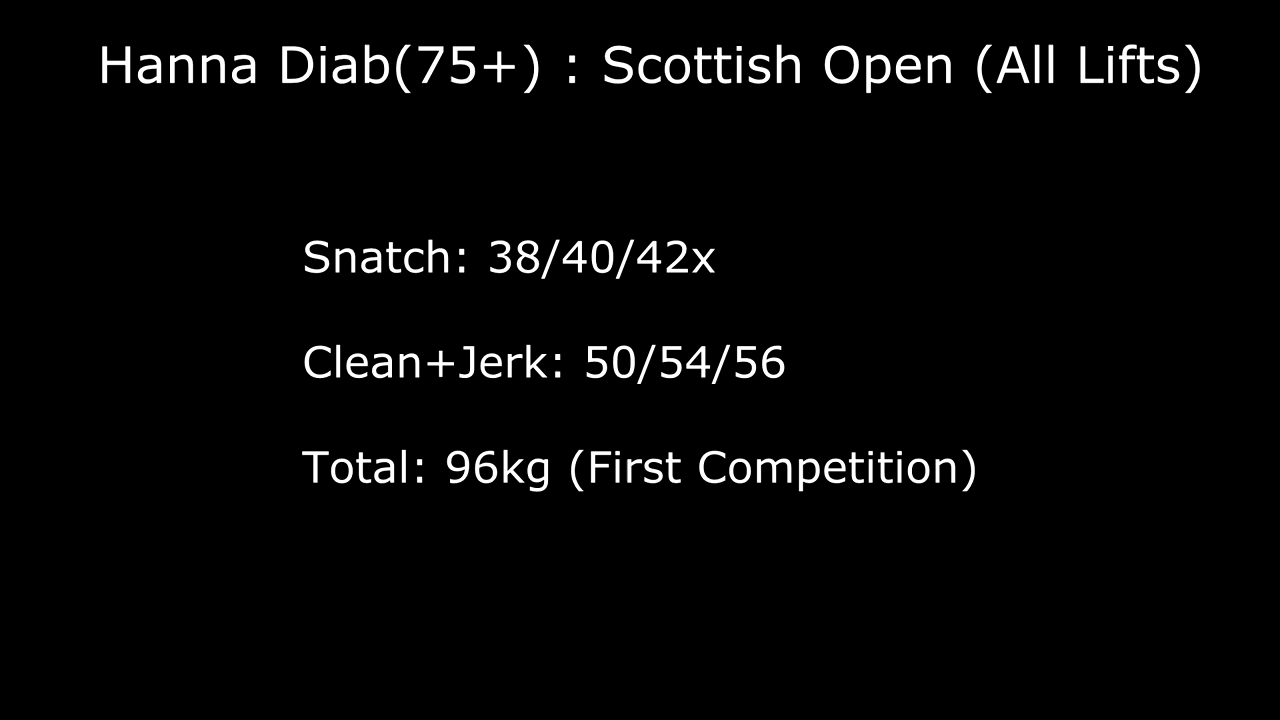 Hanna Diab(75+) : Scottish Open (All Lifts)
Snatch: 38/40/42x
Clean+Jerk: 50/54/56
Total: 96kg (First Competition)